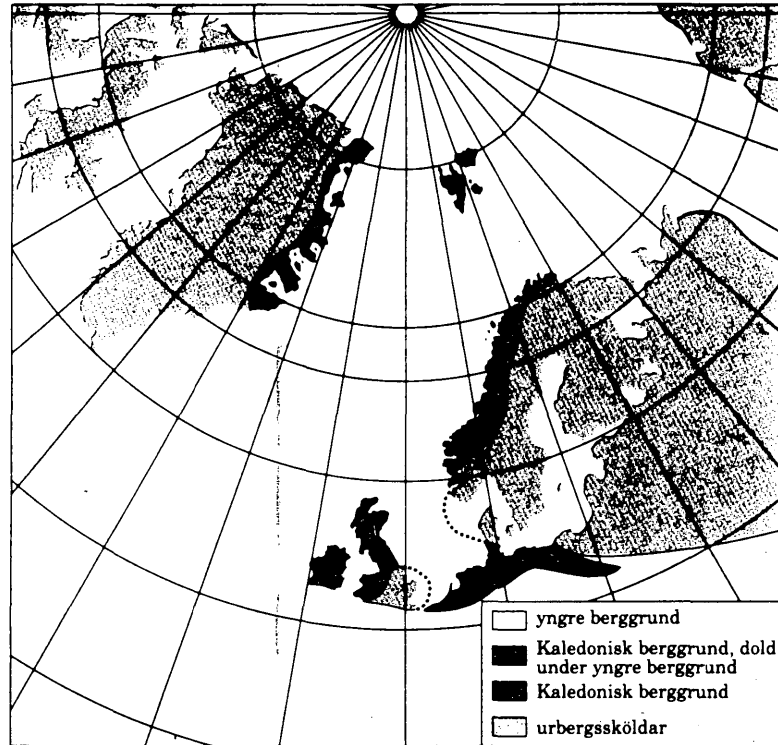 yngre berggrund
Kaledonisk berggrund, dold
under yngre berggrund
Kaledonisk berggrund
urbergssköldar